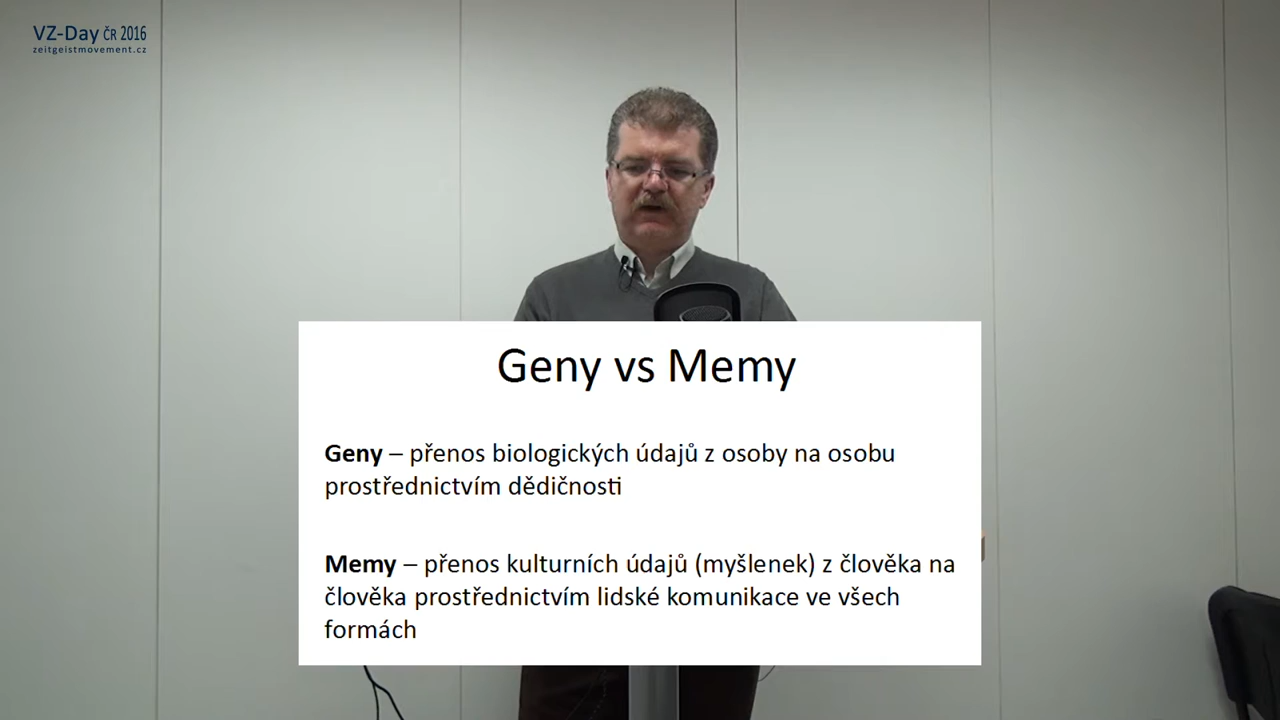 VZ-Day ČR 2016
zeitgeistmovement.cz
Geny vs Memy
Geny – přenos biologických údajů z osoby na osobu
prostřednictvím dědičnosti
Memy – přenos kulturních údajů (myšlenek) z člověka na
člověka prostřednictvím lidské komunikace ve všech
formách